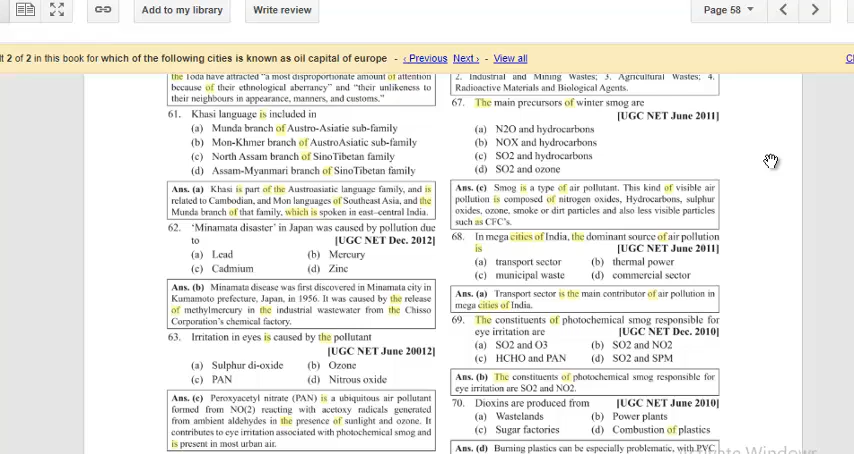 Add to my library
Write review
Page 58
lt 2 of 2 in this book for which of the following cities is known as oil capital of europe - ‹ Previous Next › - View all
the Toda have attracted "a most disproportionate amount of attention
because of their ethnological aberrancy" and "their unlikeness to
their neighbours in appearance, manners, and customs."
61. Khasi language is included in
(a) Munda branch of Austro-Asiatie sub-family
(b) Mon-Khmer branch of AustroAsiatic sub-family
(c) North Assam branch of SinoTibetan family
(d) Assam-Myanmari branch of SinoTibetan family
Ans. (a) Khasi is part of the Austroasiatic language family, and is
related to Cambodian, and Mon languages of Southeast Asia, and the
Munda branch of that family, which is spoken in east–central India.
62. 'Minamata disaster' in Japan was caused by pollution due
to [UGC NET Dec. 2012]
(a) Lead (b) Mercury
(c) Cadmium (d) Zinc
Ans. (b) Minamata disease was first discovered in Minamata city in
Kumamoto prefecture, Japan, in 1956. It was caused by the release
of methylmercury in the industrial wastewater from the Chisso
Corporation's chemical factory.
63. Irritation in eyes is caused by the pollutant
[UGC NET June 20012]
(a) Sulphur di-oxide (b) Ozone
(c) PAN (d) Nitrous oxide
Ans. (c) Peroxyacetyl nitrate (PAN) is a ubiquitous air pollutant
formed from NO(2) reacting with acetoxy radicals generated
from ambient aldehydes in the presence of sunlight and ozone. It
contributes to eye irritation associated with photochemical smog and
is present in most urban air.
2. Industrial and Mining Wastes; 3. Agricultural Wastes; 4.
Radioactive Materials and Biological Agents.
67. The main precursors of winter smog are
[UGC NET June 2011]
(a) N2O and hydrocarbons
(b) NOX and hydrocarbons
(c) SO2 and hydrocarbons
(d) SO2 and ozone
Ans. (c) Smog is a type of air pollutant. This kind of visible air
pollution is composed of nitrogen oxides, Hydrocarbons, sulphur
oxides, ozone, smoke or dirt particles and also less visible particles
such as CFC's.
68. In mega cities of India, the dominant source of air pollution
is [UGC NET June 2011]
(a) transport sector (b) thermal power
(c) municipal waste (d) commercial sector
Ans. (a) Transport sector is the main contributor of air pollution in
mega cities of India.
69. The constituents of photochemical smog responsible for
eye irritation are [UGC NET Dec. 2010]
(a) SO2 and O3 (b) SO2 and NO2
(c) HCHO and PAN (d) SO2 and SPM
Ans. (b) The constituents of photochemical smog responsible for
eye irritation are SO2 and NO2.
70. Dioxins are produced from [UGC NET June 2010]
(a) Wastelands (b) Power plants
(c) Sugar factories (d) Combustion of plastics
Ans. (d) Burning plastics can be especially problematic, with PVC